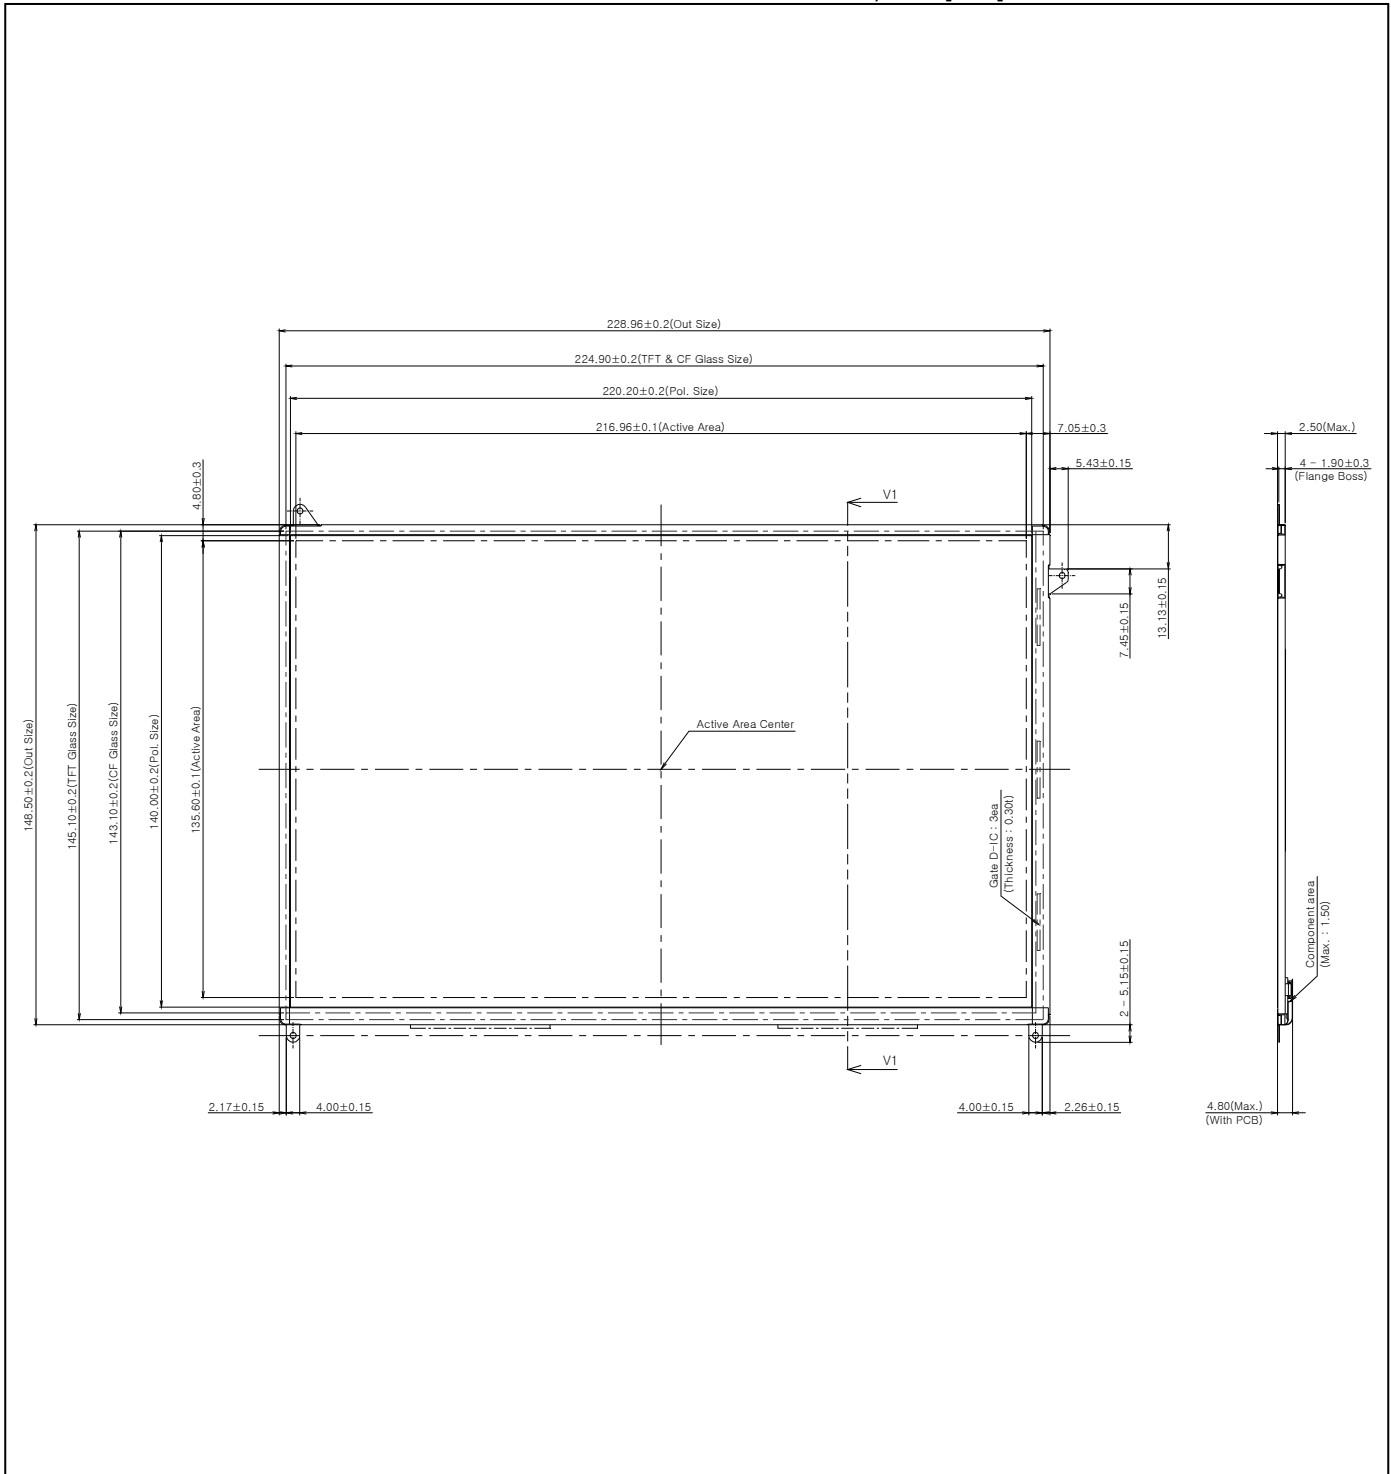 228.96±0.2(Out Size)
224.90±0.2(TFT & CF Glass Size)
220.20±0.2(Pol. Size)
216.96±0.1(Active Area)
7.05±0.3
2.50(Max.)
5.43±0.15
4 - 1.90±0.3
(Flange Boss)
4.80±0.3
V1
13.13±0.15
7.45±0.15
148.50±0.2(Out Size)
145.10±0.2(TFT Glass Size)
143.10±0.2(CF Glass Size)
140.00±0.2(Pol. Size)
135.60±0.1(Active Area)
Active Area Center
Gate D-IC : 3ea
(Thickness : 0.30t)
Component area
(Max. : 1.50)
2 - 5.15±0.15
V1
2.17±0.15
4.00±0.15
4.00±0.15
2.26±0.15
4.80(Max.)
(With PCB)